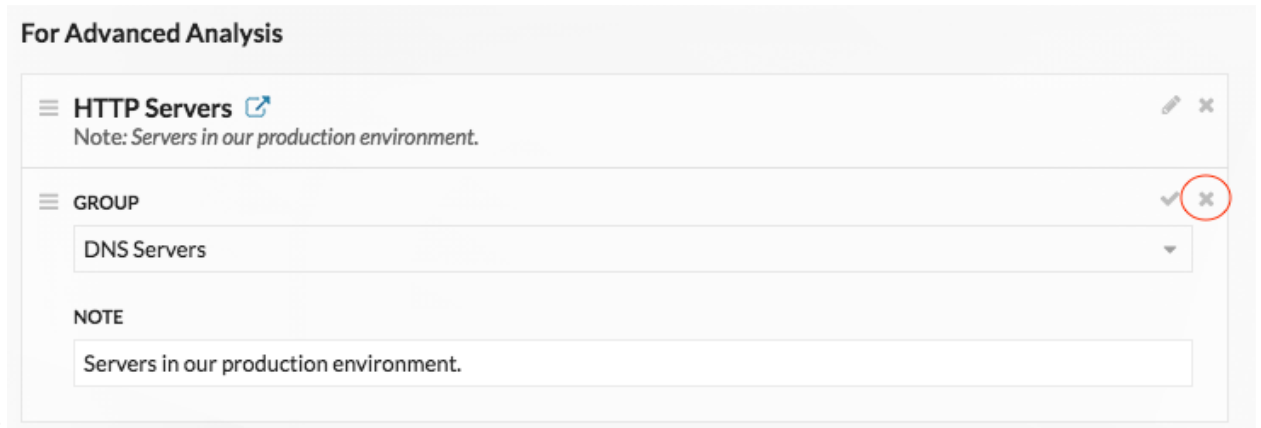 For Advanced Analysis
HTTP Servers
Note: Servers in our production environment.
GROUP
DNS Servers
NOTE
Servers in our production environment.